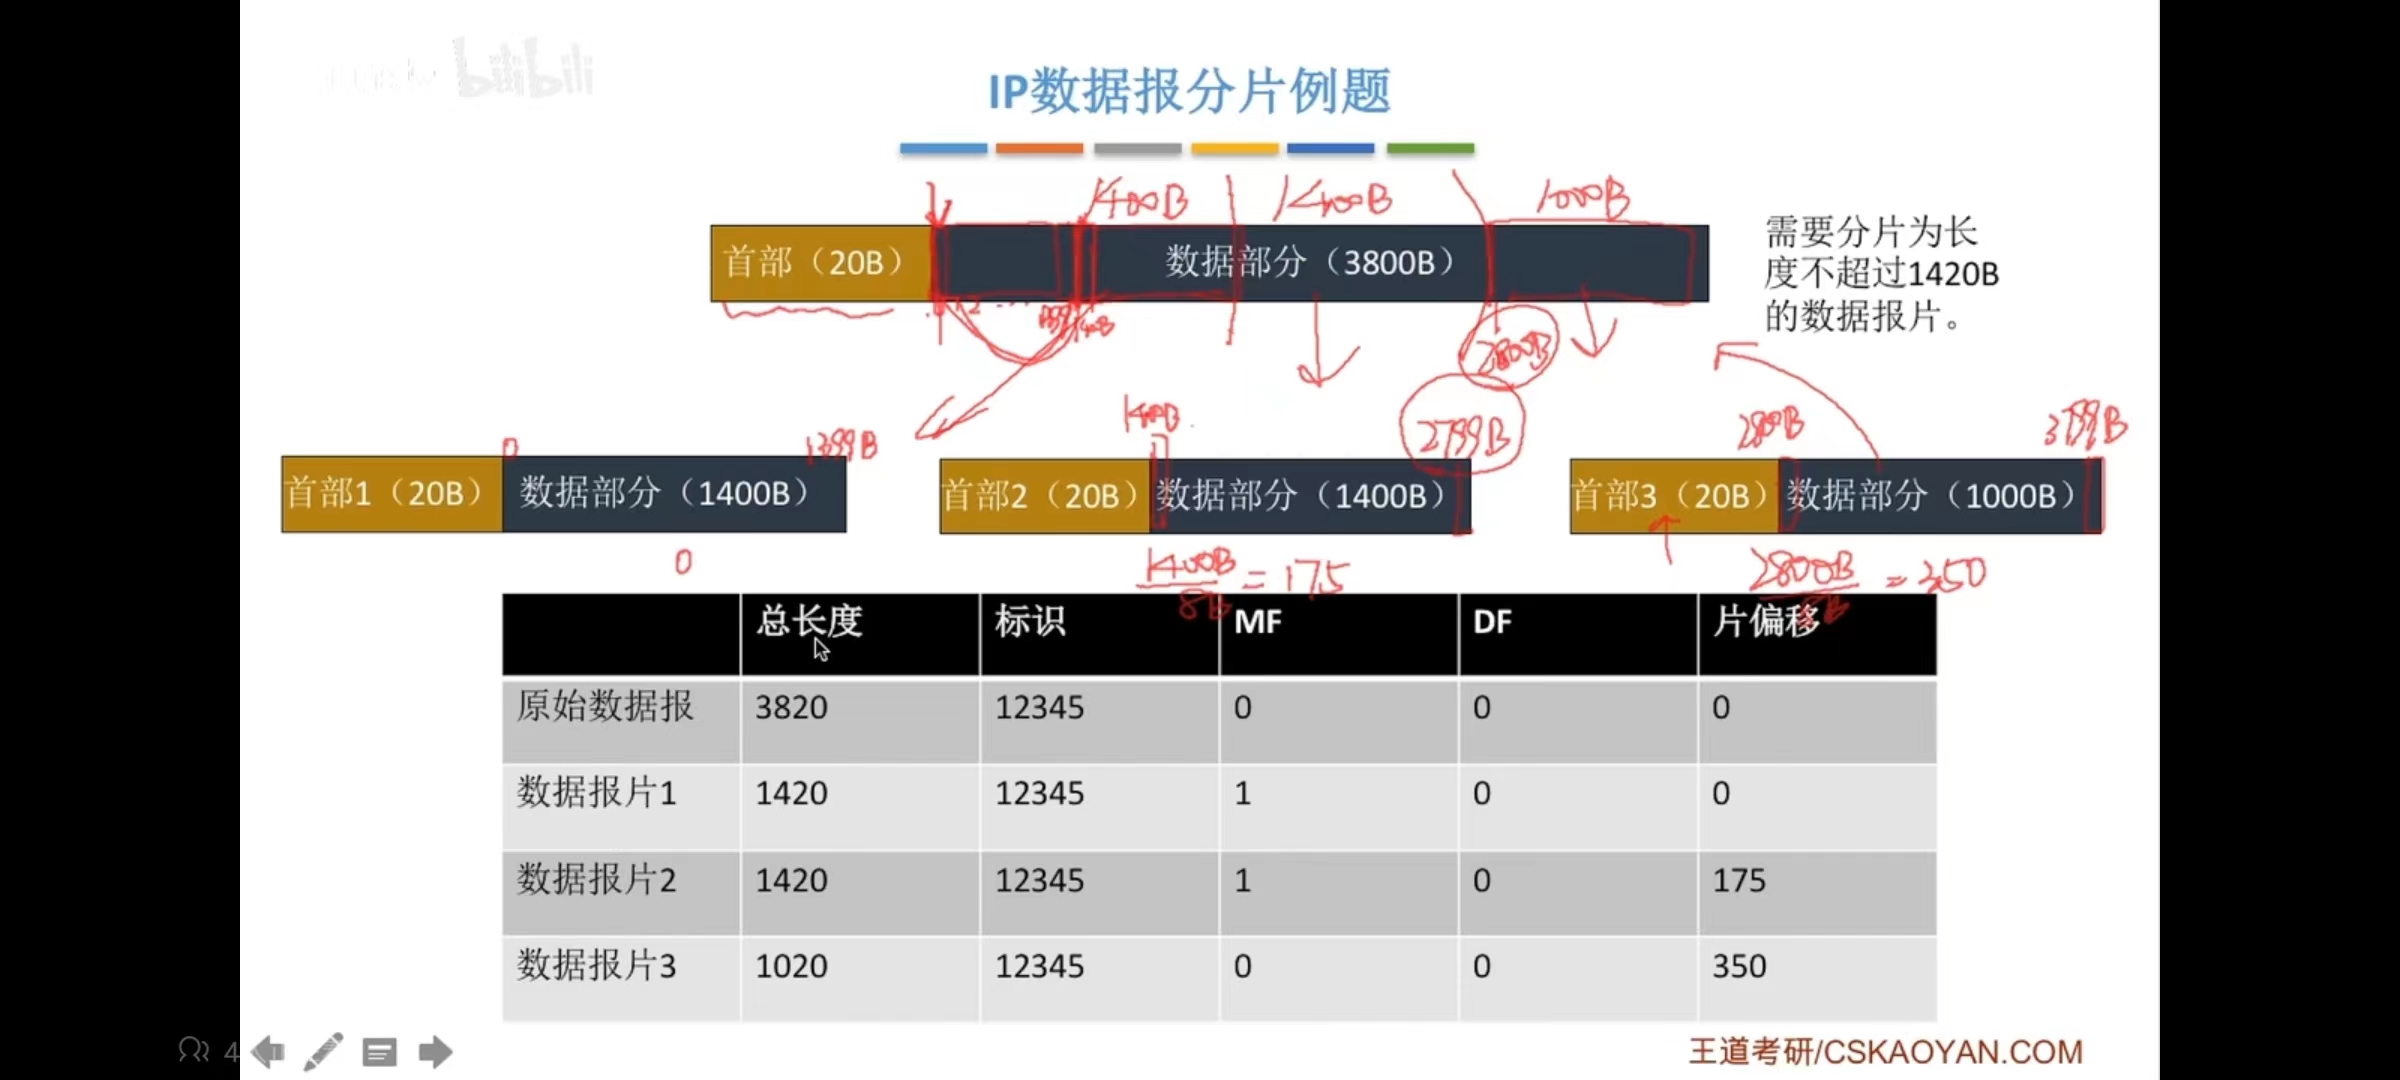 bilibili
IP数据报分片例题
1400B 1400B 1000B
首部（20B） 数据部分（3800B）
需要分片为长
度不超过1420B
的数据报片。
2800B
1400B 2799B 2800B 3799B
0 1399B
首部1（20B） 数据部分（1400B） 首部2（20B） 数据部分（1400B） 首部3（20B） 数据部分（1000B）
0 1400B/8B = 175 2800B/8B = 350
总长度 标识 MF DF 片偏移
原始数据报 3820 12345 0 0 0
数据报片1 1420 12345 1 0 0
数据报片2 1420 12345 1 0 175
数据报片3 1020 12345 0 0 350
4
王道考研/CSKAOYAN.COM